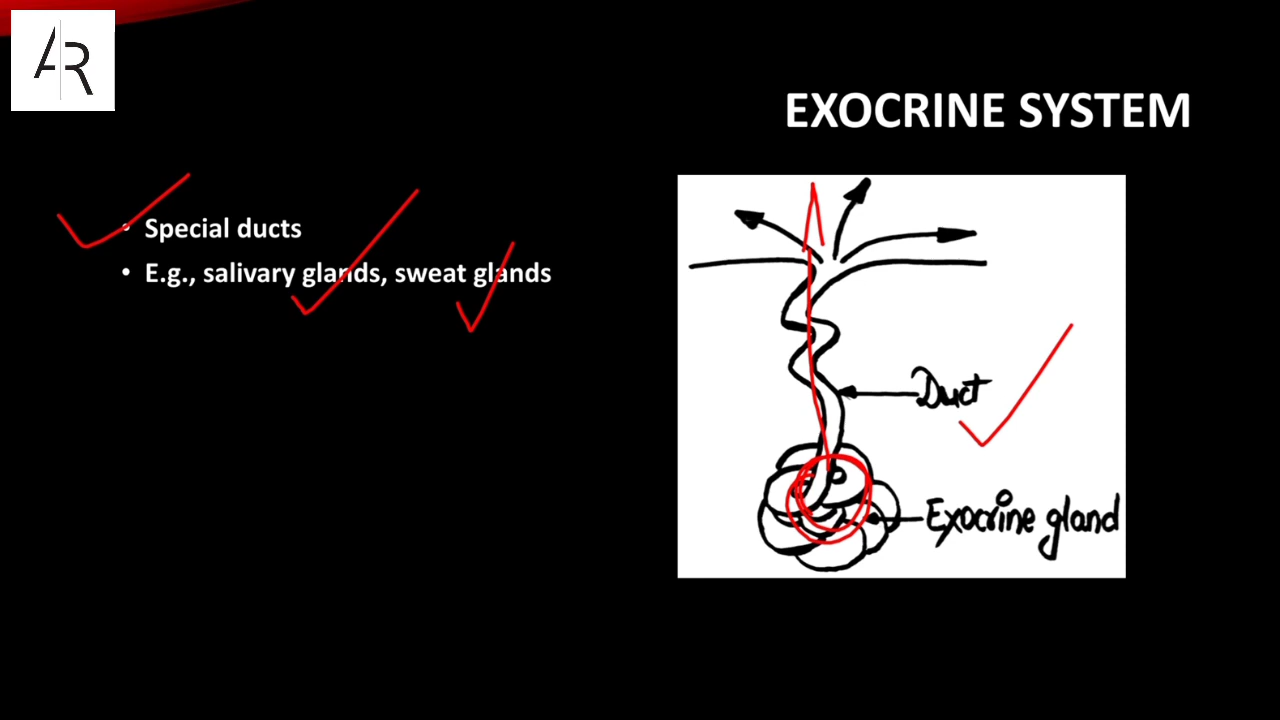 AR
EXOCRINE SYSTEM
• Special ducts
• E.g., salivary glands, sweat glands
Duct
Exocrine gland